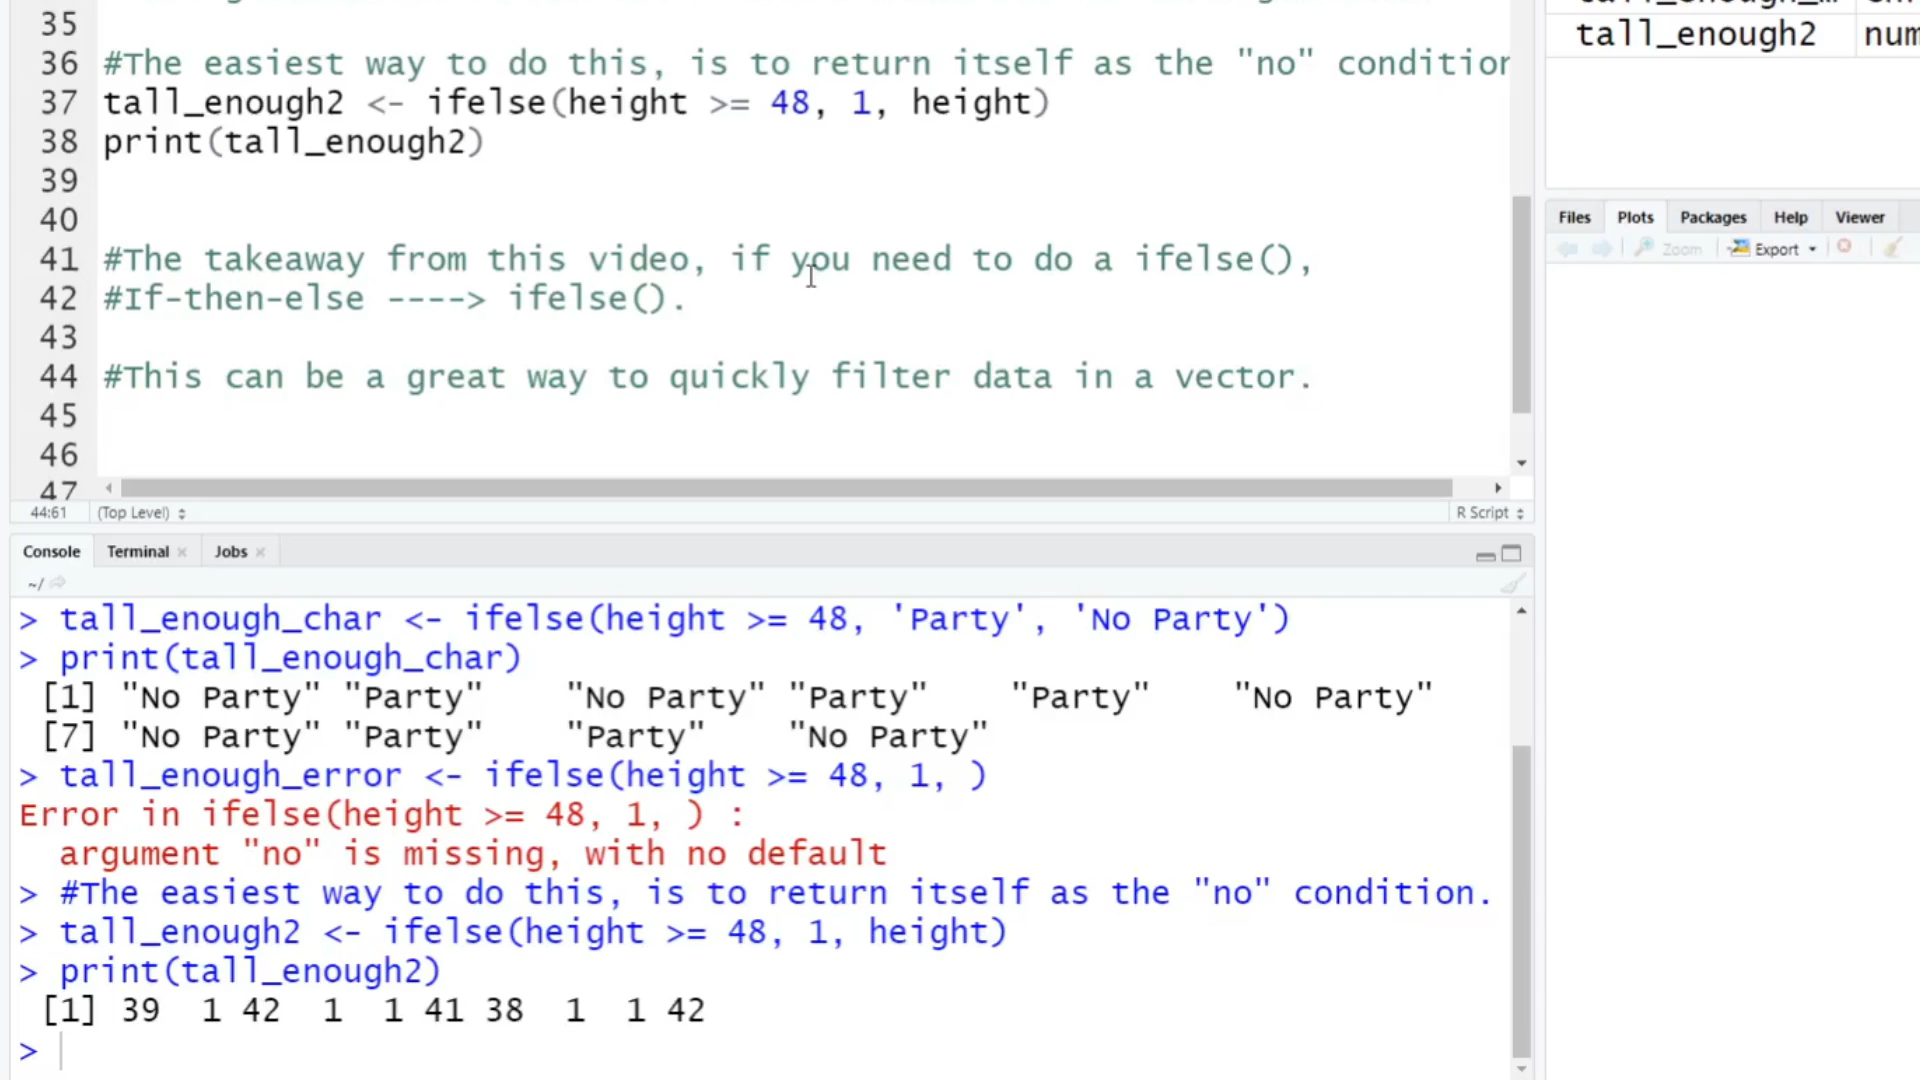 35
36 #The easiest way to do this, is to return itself as the "no" condition
37 tall_enough2 <- ifelse(height >= 48, 1, height)
38 print(tall_enough2)
39
40
41 #The takeaway from this video, if you need to do a ifelse(),
42 #If-then-else ----> ifelse().
43
44 #This can be a great way to quickly filter data in a vector.
45
46
47
44:61 (Top Level) R Script
tall_enough2 num
Files Plots Packages Help Viewer
Zoom Export
Console Terminal Jobs
~/
> tall_enough_char <- ifelse(height >= 48, 'Party', 'No Party')
> print(tall_enough_char)
[1] "No Party" "Party" "No Party" "Party" "Party" "No Party"
[7] "No Party" "Party" "Party" "No Party"
> tall_enough_error <- ifelse(height >= 48, 1, )
Error in ifelse(height >= 48, 1, ) :
argument "no" is missing, with no default
> #The easiest way to do this, is to return itself as the "no" condition.
> tall_enough2 <- ifelse(height >= 48, 1, height)
> print(tall_enough2)
[1] 39 1 42 1 1 41 38 1 1 42
>